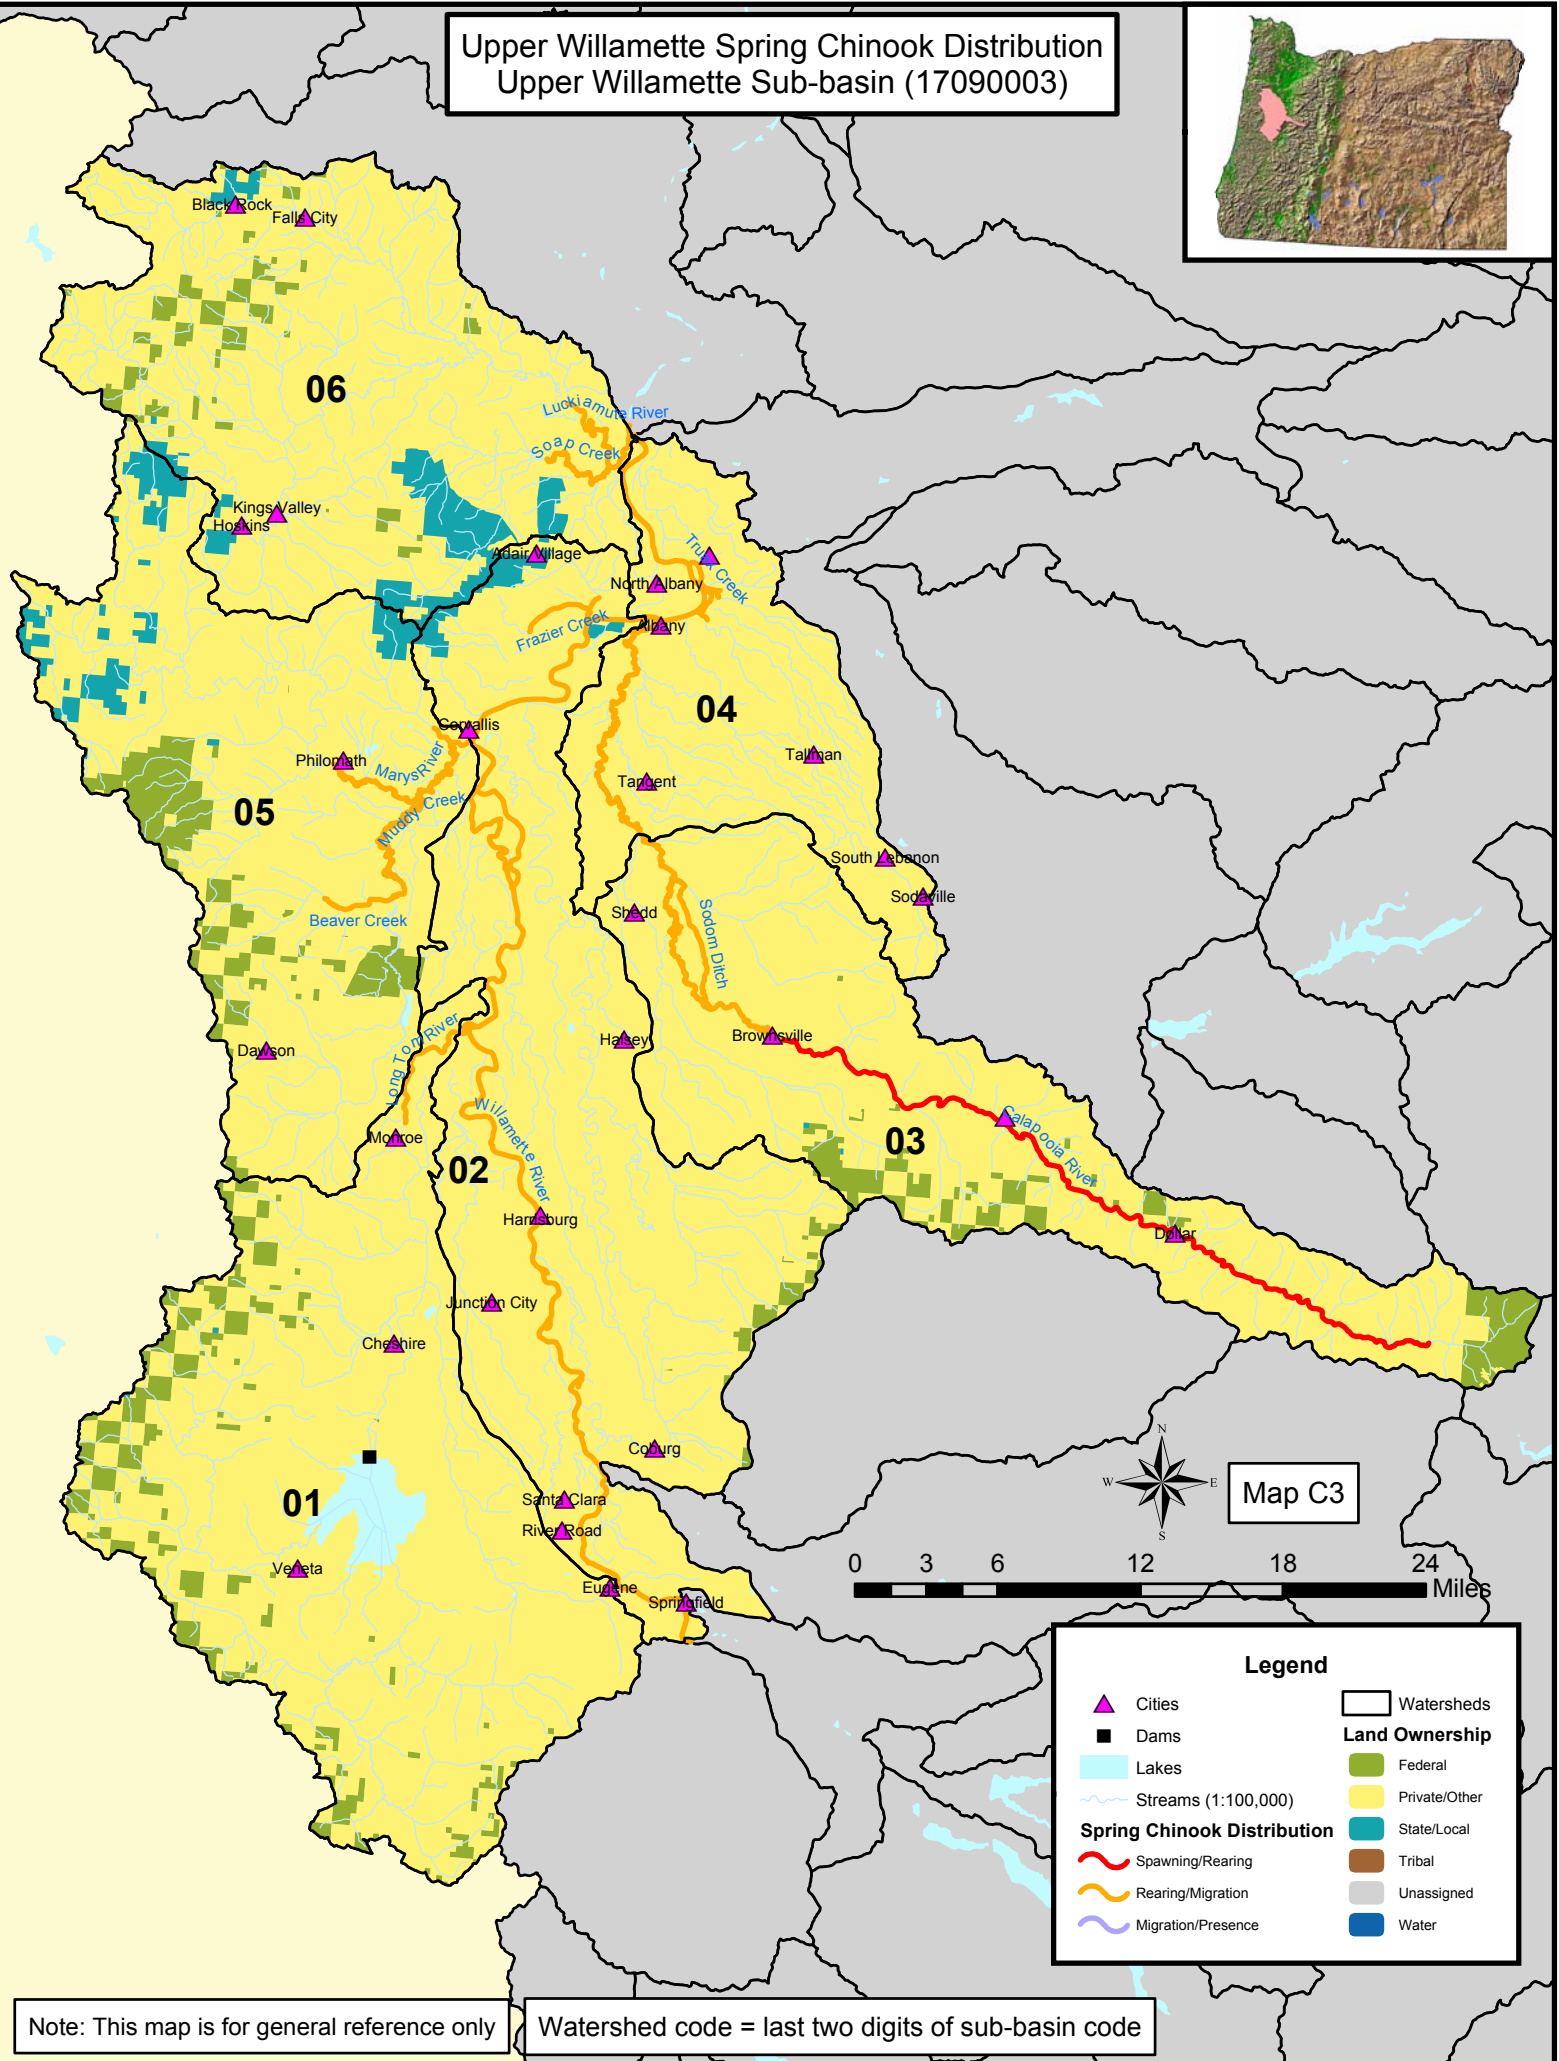 Upper Willamette Spring Chinook Distribution
Upper Willamette Sub-basin (17090003)
Black Rock
Falls City
06
Luckiamute River
Soap Creek
Kings Valley
Hoskins
Adair Village
Truax Creek
North Albany
Frazier Creek
Albany
04
Corvallis
Tallman
Philomath
Marys River
Tangent
05
Muddy Creek
South Lebanon
Sodaville
Beaver Creek
Shedd
Sodom Ditch
Long Tom River
Dawson
Halsey
Brownsville
Willamette River
Calapooia River
Monroe
03
02
Harrisburg
Dollar
Junction City
Cheshire
Coburg
01
Santa Clara
River Road
Veneta
Eugene
Springfield
N
W
E
S
Map C3
0 3 6 12 18 24
Miles
Legend
Cities
Dams
Lakes
Streams (1:100,000)
Spring Chinook Distribution
Spawning/Rearing
Rearing/Migration
Migration/Presence
Watersheds
Land Ownership
Federal
Private/Other
State/Local
Tribal
Unassigned
Water
Note: This map is for general reference only
Watershed code = last two digits of sub-basin code